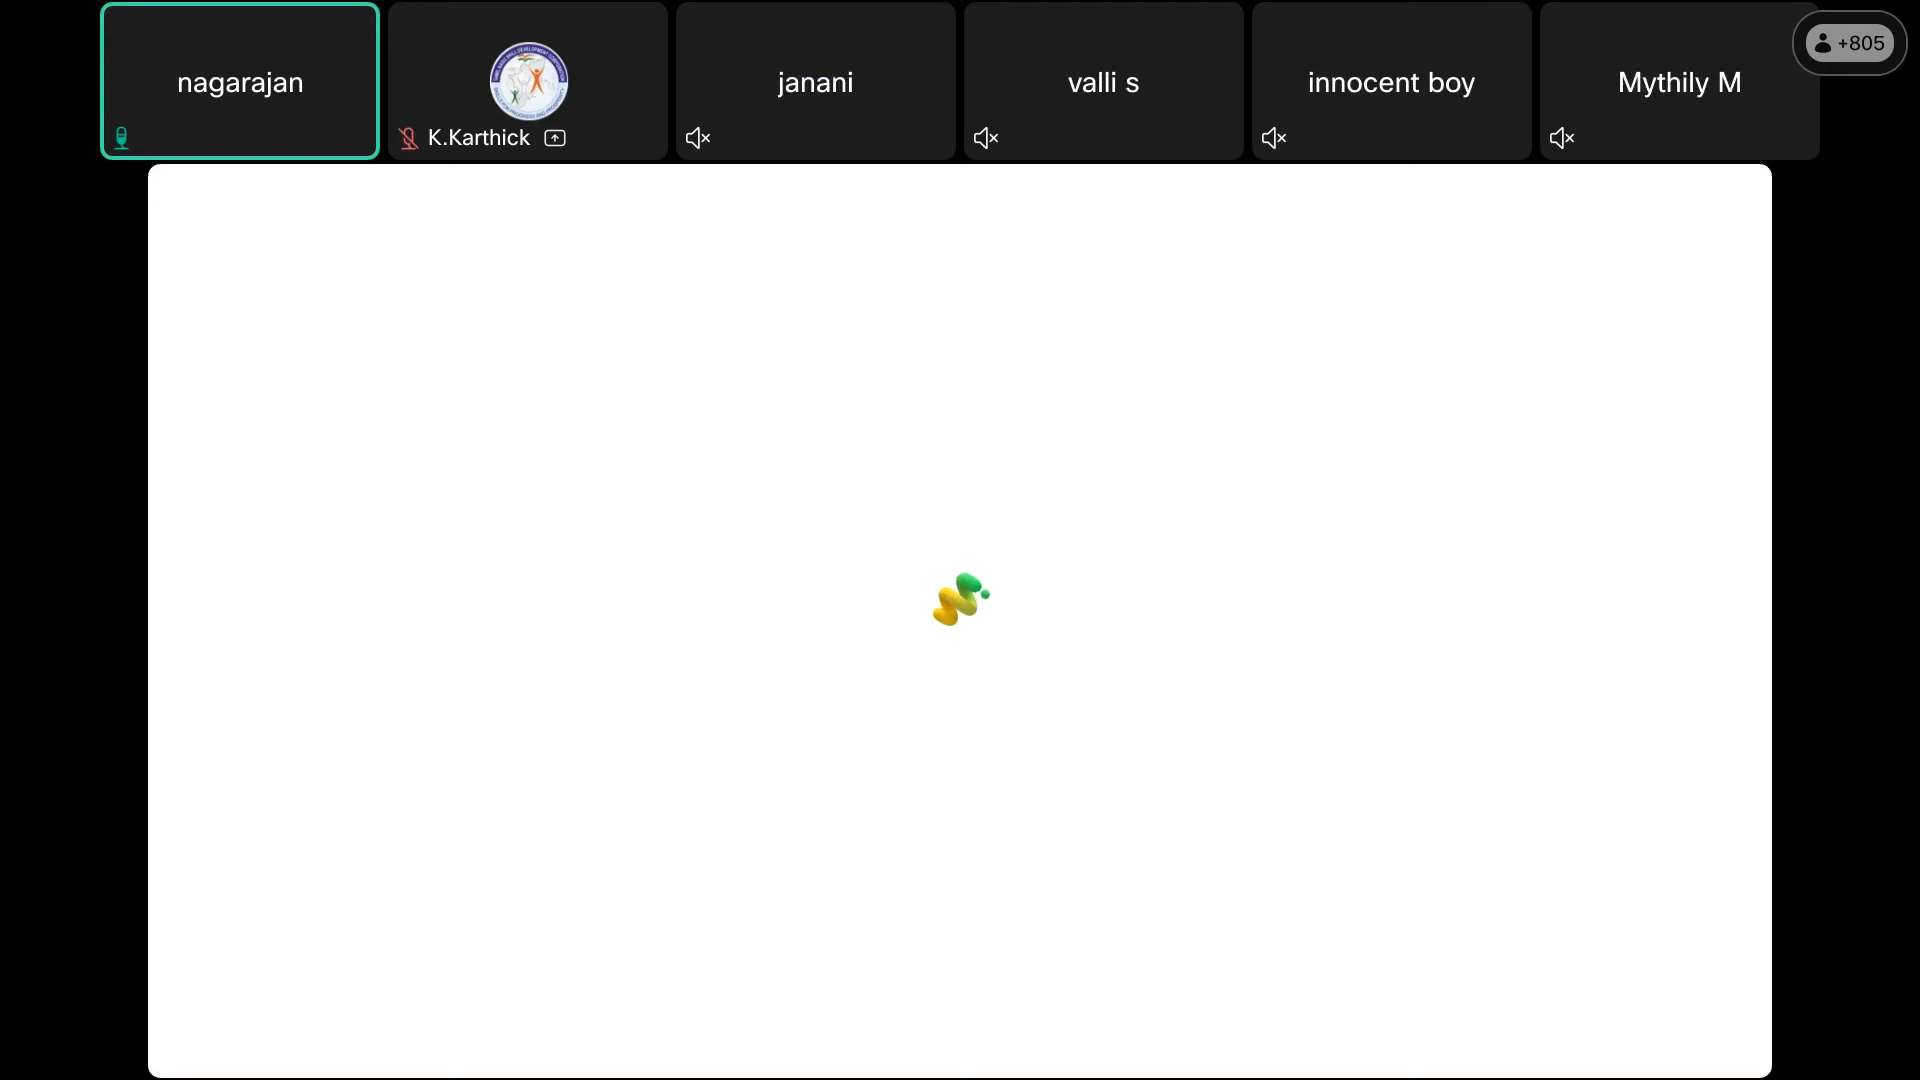 nagarajan
K.Karthick
janani
valli s
innocent boy
Mythily M
+805